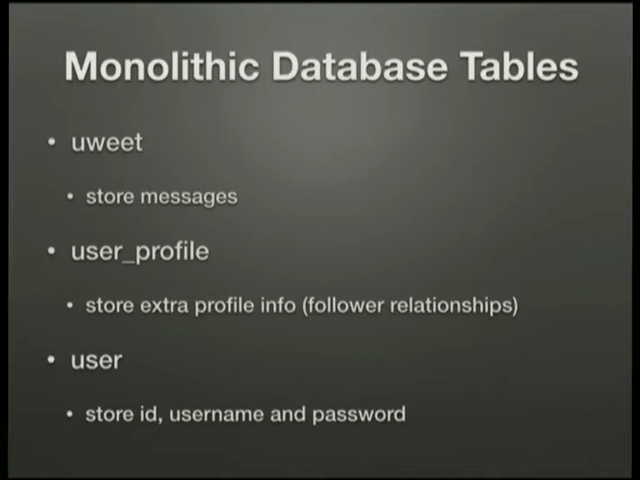 Monolithic Database Tables
• uweet
• store messages
• user_profile
• store extra profile info (follower relationships)
• user
• store id, username and password